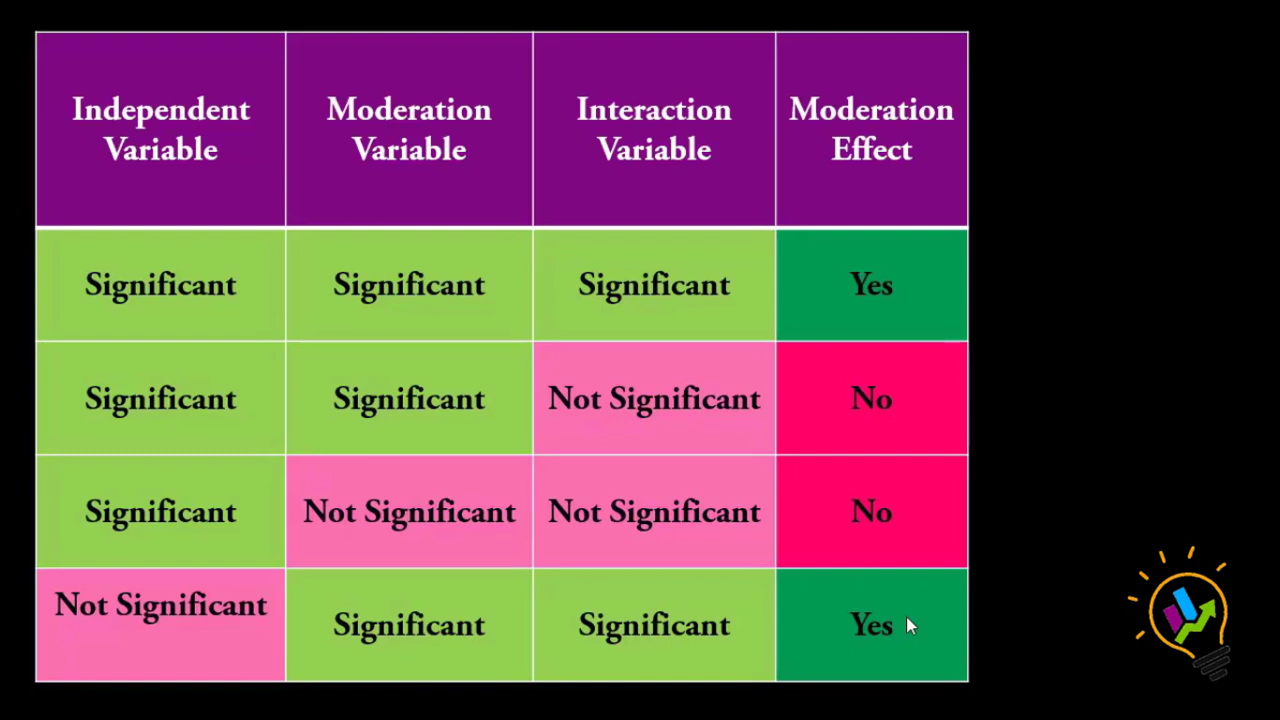 Independent
Variable
Moderation
Variable
Interaction
Variable
Moderation
Effect
Significant
Significant
Significant
Yes
Significant
Significant
Not Significant
No
Significant
Not Significant
Not Significant
No
Not Significant
Significant
Significant
Yes